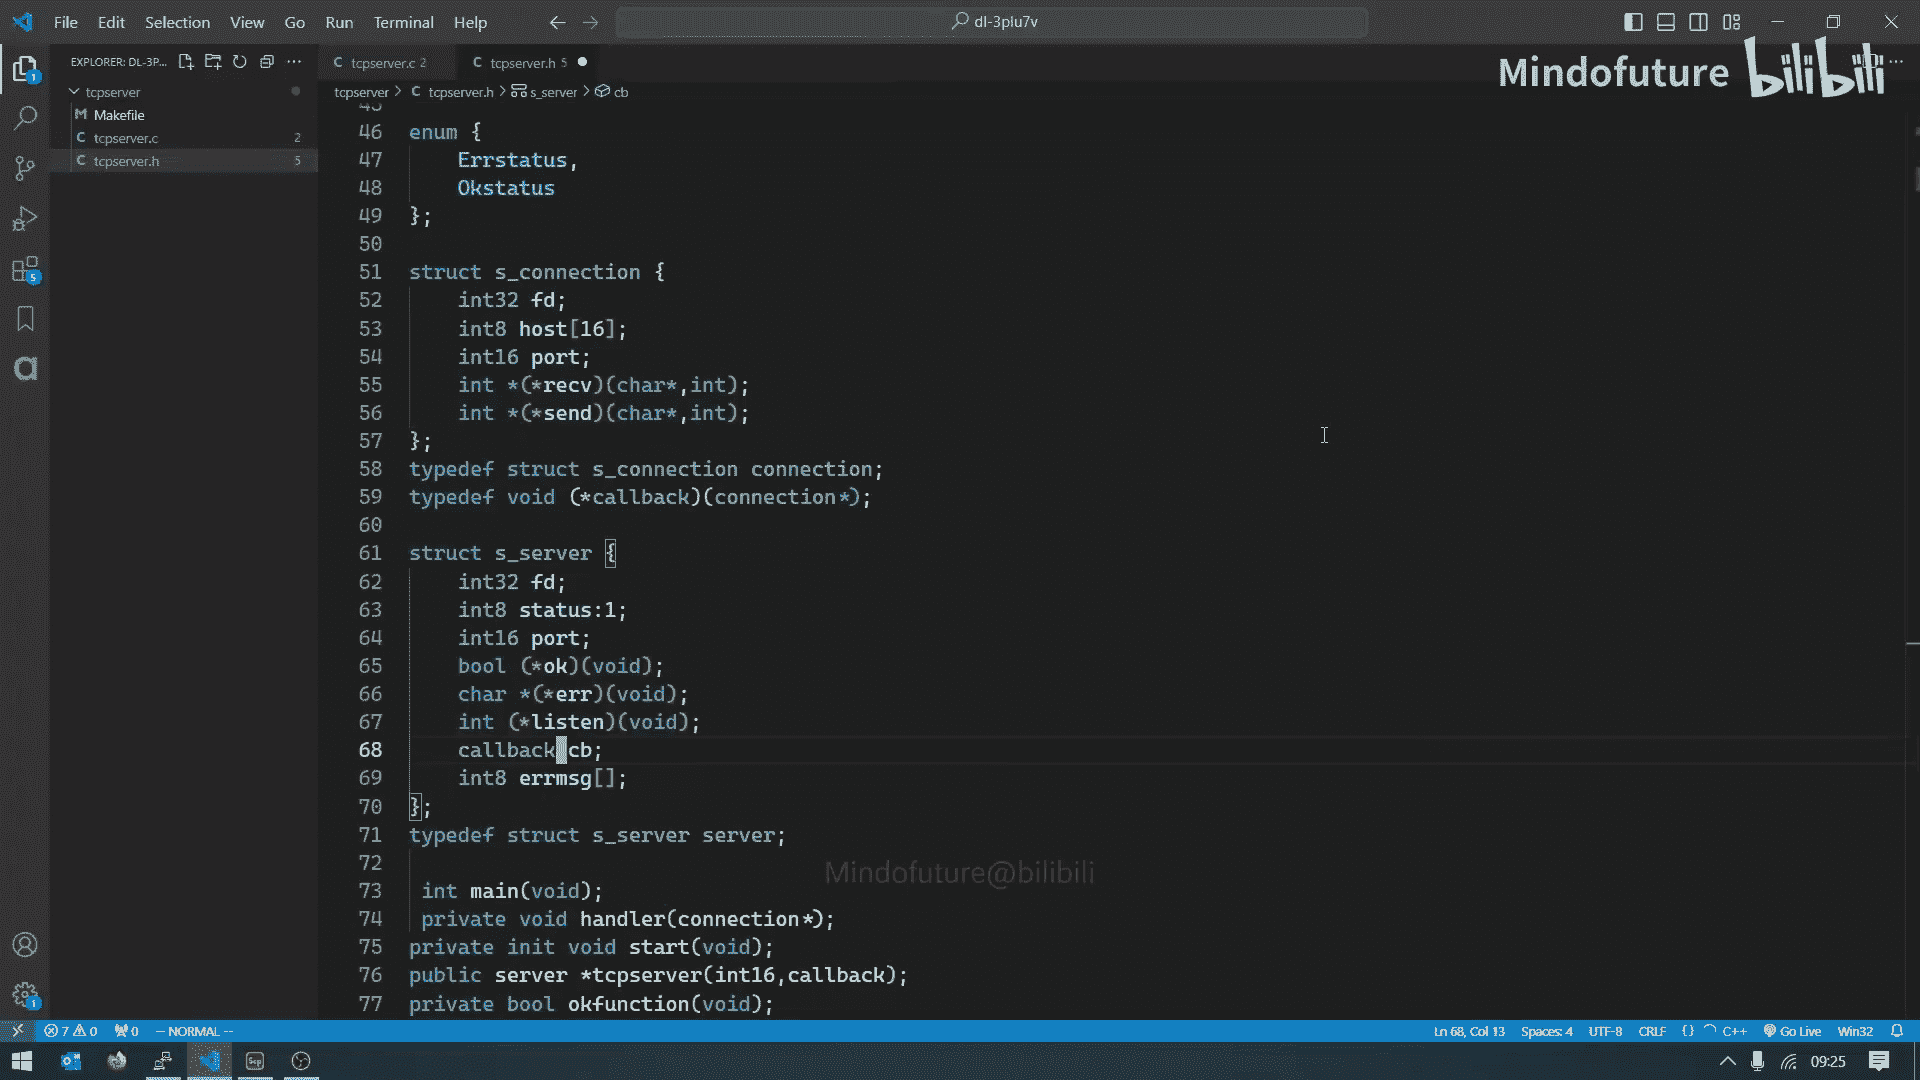 File Edit Selection View Go Run Terminal Help
dl-3plu7v
EXPLORER: DL-3P...
tcpserver.c 2
tcpserver.h 5
Mindofuture bilibili
tcpserver
Makefile
tcpserver.c 2
tcpserver.h 5
tcpserver > C tcpserver.h > s_server > cb
46 enum {
47 Errstatus,
48 Okstatus
49 };
50
51 struct s_connection {
52 int32 fd;
53 int8 host[16];
54 int16 port;
55 int *(*recv)(char*,int);
56 int *(*send)(char*,int);
57 };
58 typedef struct s_connection connection;
59 typedef void (*callback)(connection*);
60
61 struct s_server {
62 int32 fd;
63 int8 status:1;
64 int16 port;
65 bool (*ok)(void);
66 char *(*err)(void);
67 int (*listen)(void);
68 callback cb;
69 int8 errmsg[];
70 };
71 typedef struct s_server server;
72
73 int main(void);
74 private void handler(connection*);
75 private init void start(void);
76 public server *tcpserver(int16,callback);
77 private bool okfunction(void);
Mindofuture@bilibili
7 0 0 -- NORMAL -- Ln 68, Col 13 Spaces: 4 UTF-8 CRLF {} C++ Go Live Win32
09:25